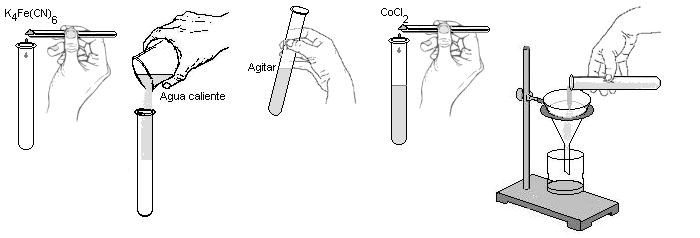 K₄Fe(CN)₆
Agua caliente
Agitar
CoCl₂